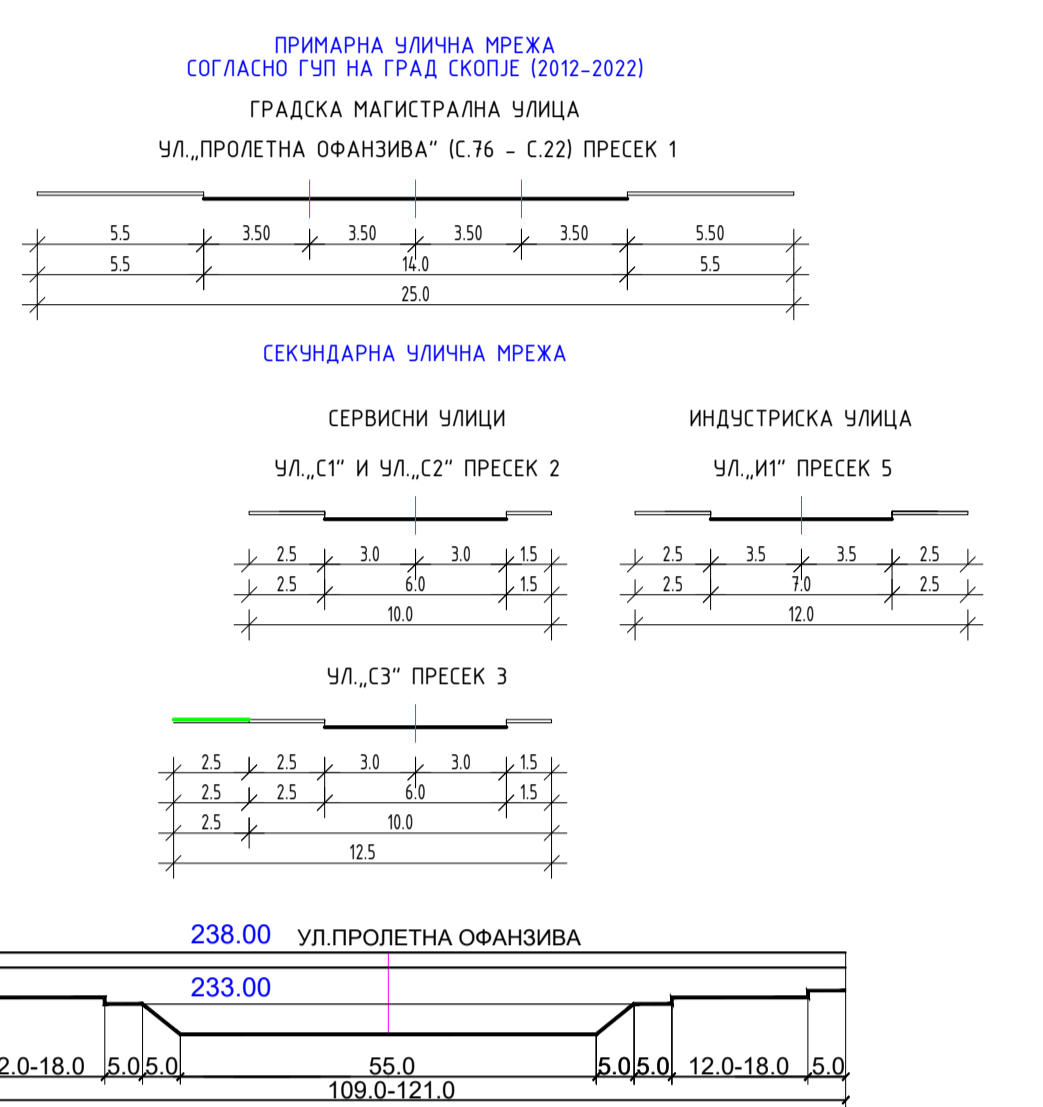 ПРИМАРНА УЛИЧНА МРЕЖА
СОГЛАСНО ГУП НА ГРАД СКОПЈЕ (2012-2022)
ГРАДСКА МАГИСТРАЛНА УЛИЦА
УЛ.„ПРОЛЕТНА ОФАНЗИВА" (С.76 - С.22) ПРЕСЕК 1
5.5 3.50 3.50 3.50 3.50 5.50
5.5 14.0 5.5
25.0
СЕКУНДАРНА УЛИЧНА МРЕЖА
СЕРВИСНИ УЛИЦИ
УЛ.„С1" И УЛ.„С2" ПРЕСЕК 2
2.5 3.0 3.0 1.5
2.5 6.0 1.5
10.0
ИНДУСТРИСКА УЛИЦА
УЛ.„И1" ПРЕСЕК 5
2.5 3.5 3.5 2.5
2.5 7.0 2.5
12.0
УЛ.„С3" ПРЕСЕК 3
2.5 2.5 3.0 3.0 1.5
2.5 2.5 6.0 1.5
2.5 10.0
12.5
238.00 УЛ.ПРОЛЕТНА ОФАНЗИВА
233.00
2.0-18.0 5.0 5.0 55.0 5.0 5.0 12.0-18.0 5.0
109.0-121.0